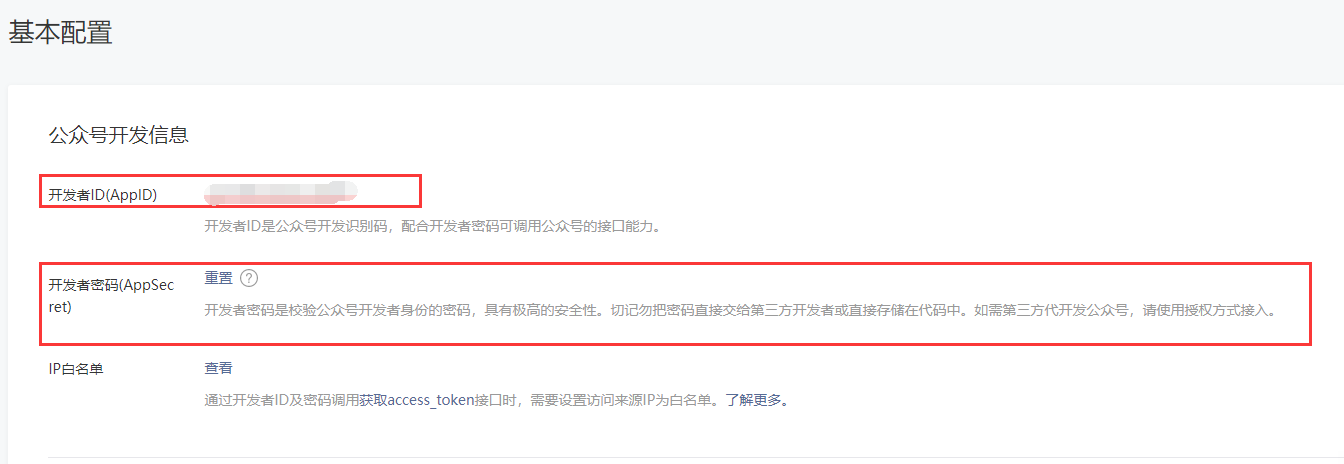 基本配置
公众号开发信息
开发者ID(AppID)
开发者ID是公众号开发识别码，配合开发者密码可调用公众号的接口能力。
开发者密码(AppSec
ret)
重置 ?
开发者密码是校验公众号开发者身份的密码，具有极高的安全性。切记勿把密码直接交给第三方开发者或直接存储在代码中。如需第三方代开发公众号，请使用授权方式接入。
IP白名单
查看
通过开发者ID及密码调用获取access_token接口时，需要设置访问来源IP为白名单。了解更多。